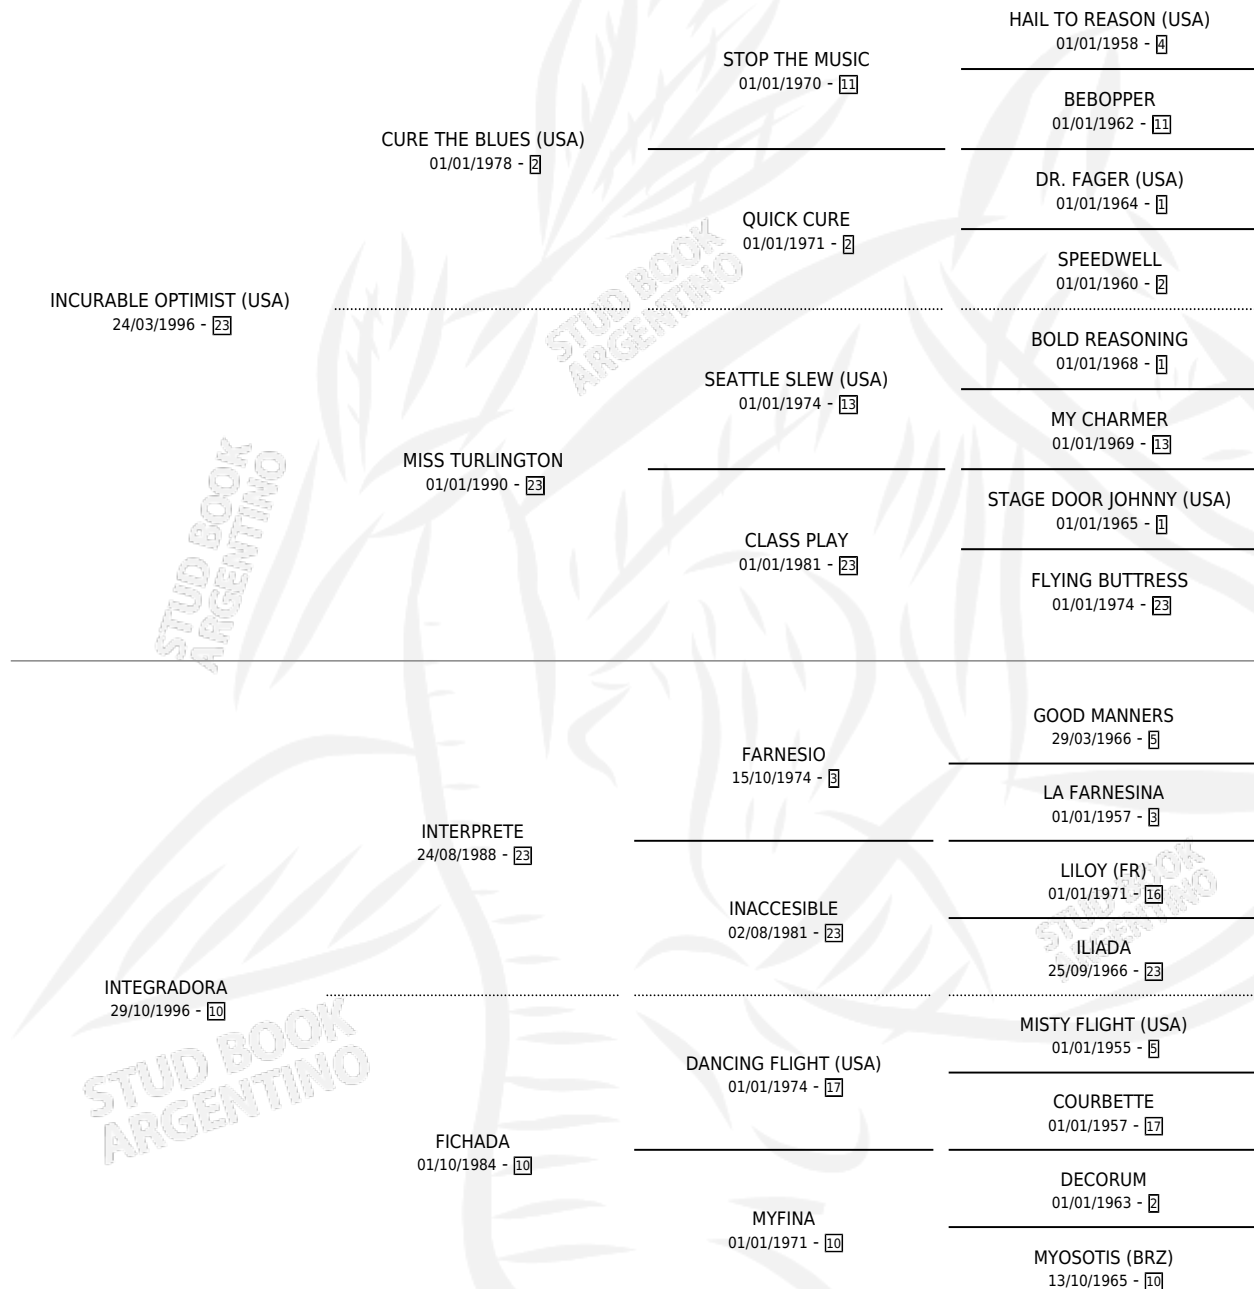 HAIL TO REASON (USA)
01/01/1958 - 4
STOP THE MUSIC
01/01/1970 - 11
BEBOPPER
01/01/1962 - 11
CURE THE BLUES (USA)
01/01/1978 - 2
DR. FAGER (USA)
01/01/1964 - 1
QUICK CURE
01/01/1971 - 2
SPEEDWELL
01/01/1960 - 2
INCURABLE OPTIMIST (USA)
24/03/1996 - 23
STUD BOOK
ARGENTINO
BOLD REASONING
01/01/1968 - 1
SEATTLE SLEW (USA)
01/01/1974 - 13
MY CHARMER
01/01/1969 - 13
MISS TURLINGTON
01/01/1990 - 23
STAGE DOOR JOHNNY (USA)
01/01/1965 - 1
CLASS PLAY
01/01/1981 - 23
FLYING BUTTRESS
01/01/1974 - 23
STUD BOOK
ARGENTINO
GOOD MANNERS
29/03/1966 - 5
FARNESIO
15/10/1974 - 3
LA FARNESINA
01/01/1957 - 3
INTERPRETE
24/08/1988 - 23
LILOY (FR)
01/01/1971 - 16
INACCESIBLE
02/08/1981 - 23
STUD BOOK
ARGENTINO
ILIADA
25/09/1966 - 23
INTEGRADORA
29/10/1996 - 10
STUD BOOK
ARGENTINO
MISTY FLIGHT (USA)
01/01/1955 - 5
DANCING FLIGHT (USA)
01/01/1974 - 17
COURBETTE
01/01/1957 - 17
FICHADA
01/10/1984 - 10
DECORUM
01/01/1963 - 2
MYFINA
01/01/1971 - 10
MYOSOTIS (BRZ)
13/10/1965 - 10